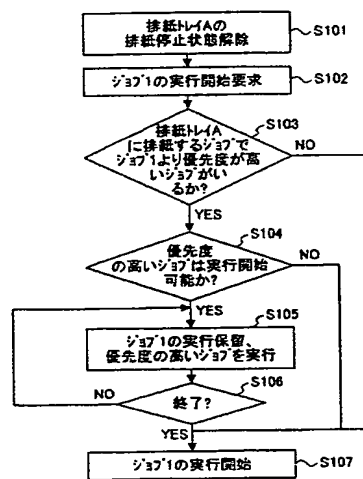 排紙トレイAの
排紙停止状態解除
S101
ジョブ1の実行開始要求
S102
排紙トレイA
に排紙するジョブで
ジョブ1より優先度が高
いジョブがい
るか?
S103
NO
YES
優先度
の高いジョブは実行開始
可能か?
S104
NO
YES
ジョブ1の実行保留、
優先度の高いジョブを実行
S105
終了?
S106
NO
YES
ジョブ1の実行開始
S107